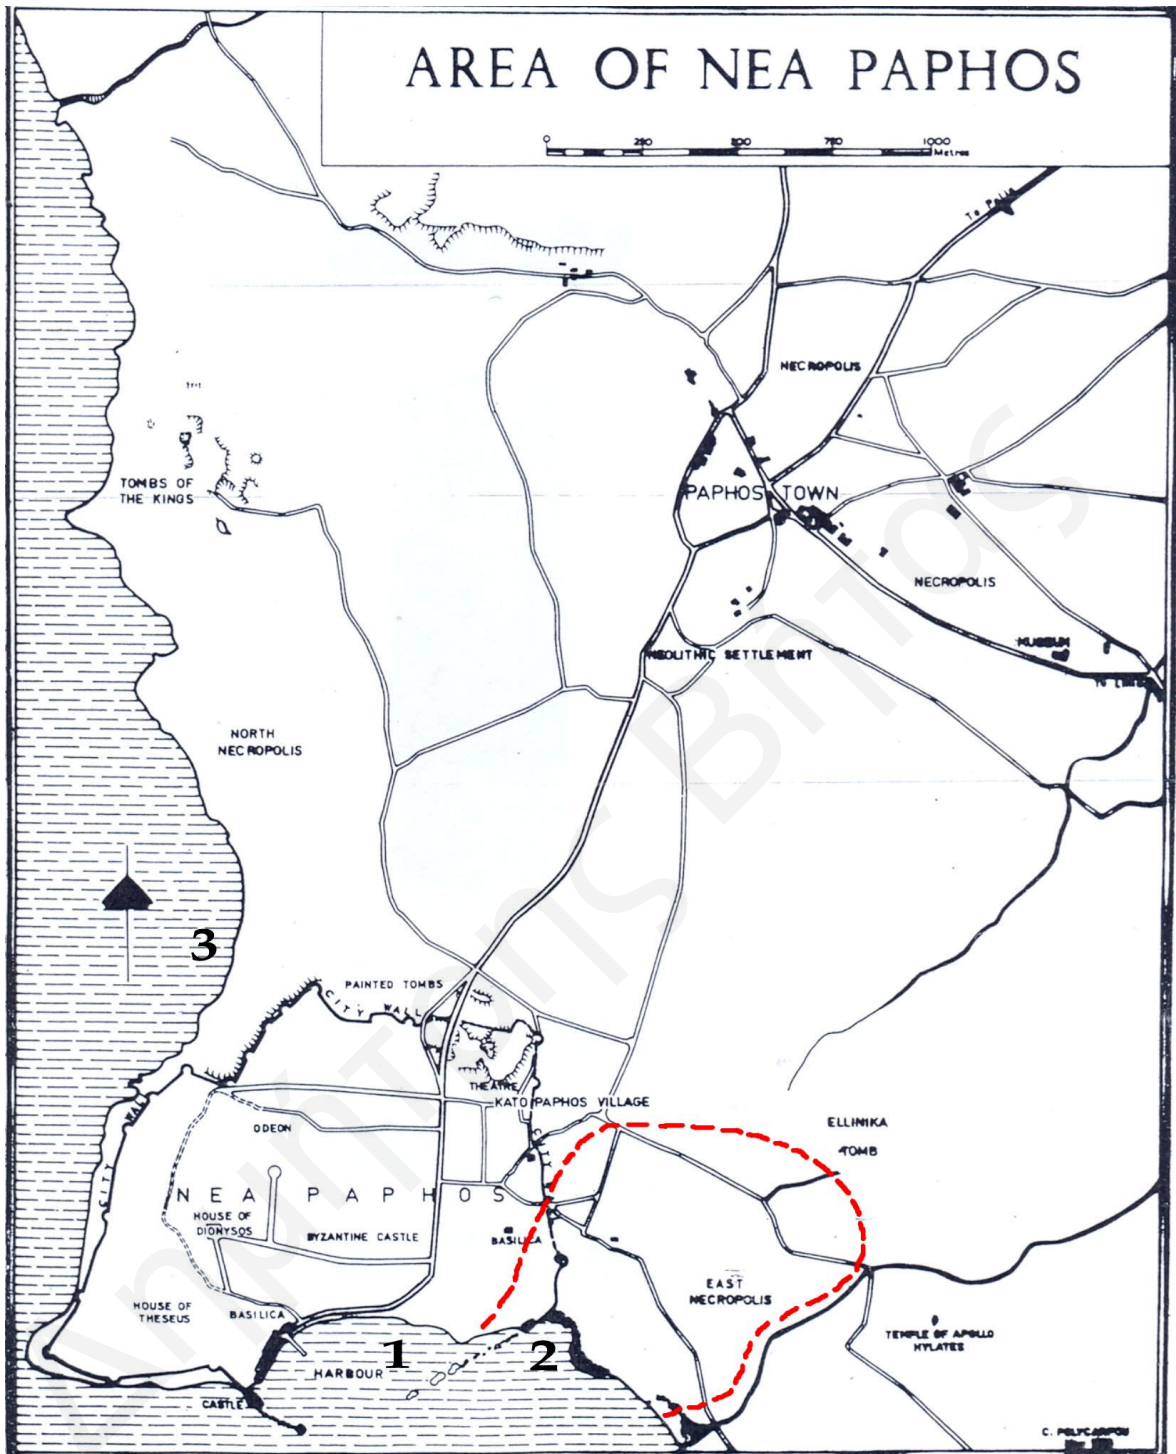 AREA OF NEA PAPHOS
0 250 500 750 1000
Metres
To Polis
NECROPOLIS
TOMBS OF
THE KINGS
PAPHOS TOWN
NECROPOLIS
MUSEUM
NEOLITHIC SETTLEMENT
NORTH
NECROPOLIS
3
PAINTED TOMBS
CITY WALL
THEATRE
KATO PAPHOS VILLAGE
CITY WALL
ODEON
CITY
ELLINIKA
TOMB
NEA PAPHOS
HOUSE OF
DIONYSOS
BYZANTINE CASTLE
BASILICA
EAST
NECROPOLIS
HOUSE OF
THESEUS
BASILICA
TEMPLE OF APOLLO
HYLATES
1
2
HARBOUR
CASTLE
C. POLYCARPOU